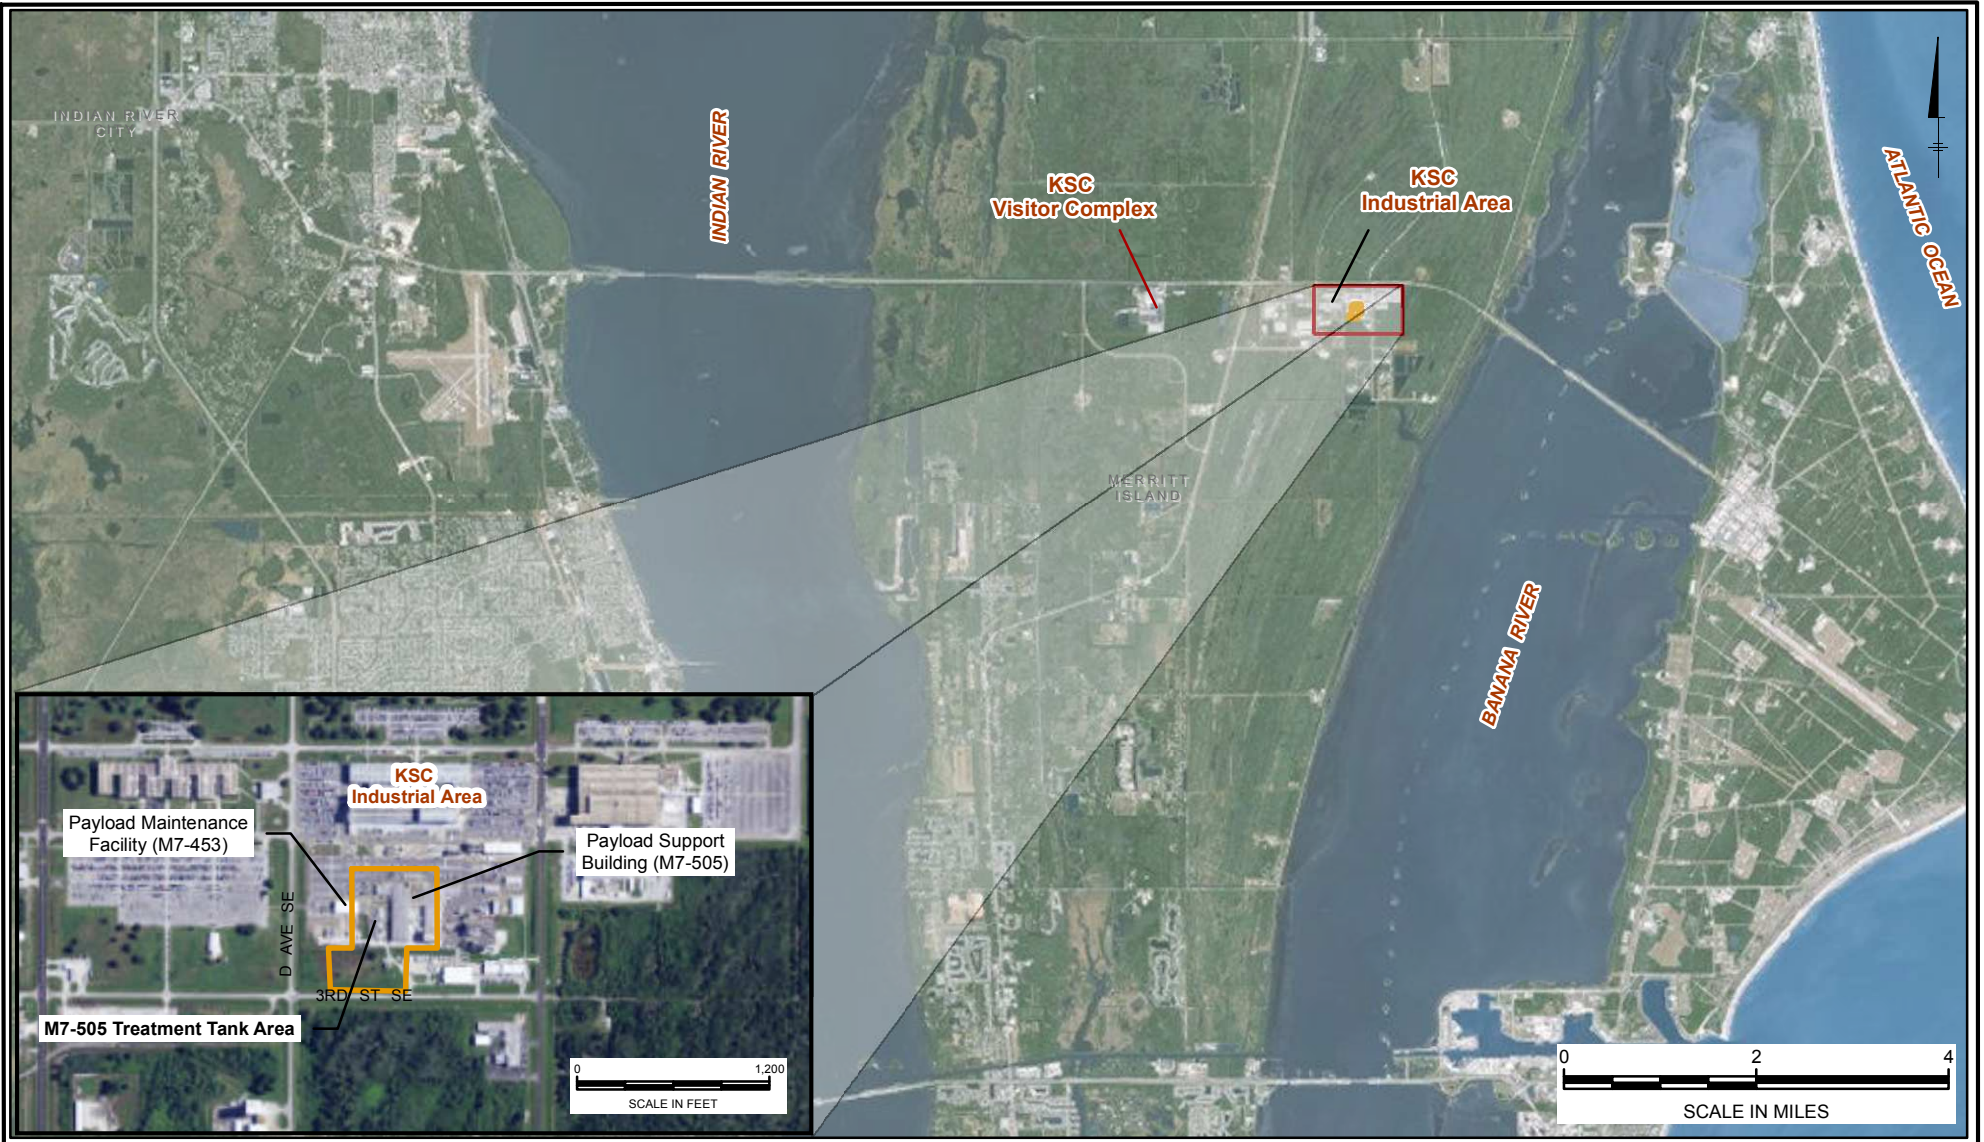 INDIAN RIVER
CITY
INDIAN RIVER
KSC
Visitor Complex
KSC
Industrial Area
ATLANTIC OCEAN
MERRITT
ISLAND
BANANA RIVER
KSC
Industrial Area
Payload Maintenance
Facility (M7-453)
Payload Support
Building (M7-505)
D AVE SE
3RD ST SE
M7-505 Treatment Tank Area
0 1,200
SCALE IN FEET
0 2 4
SCALE IN MILES